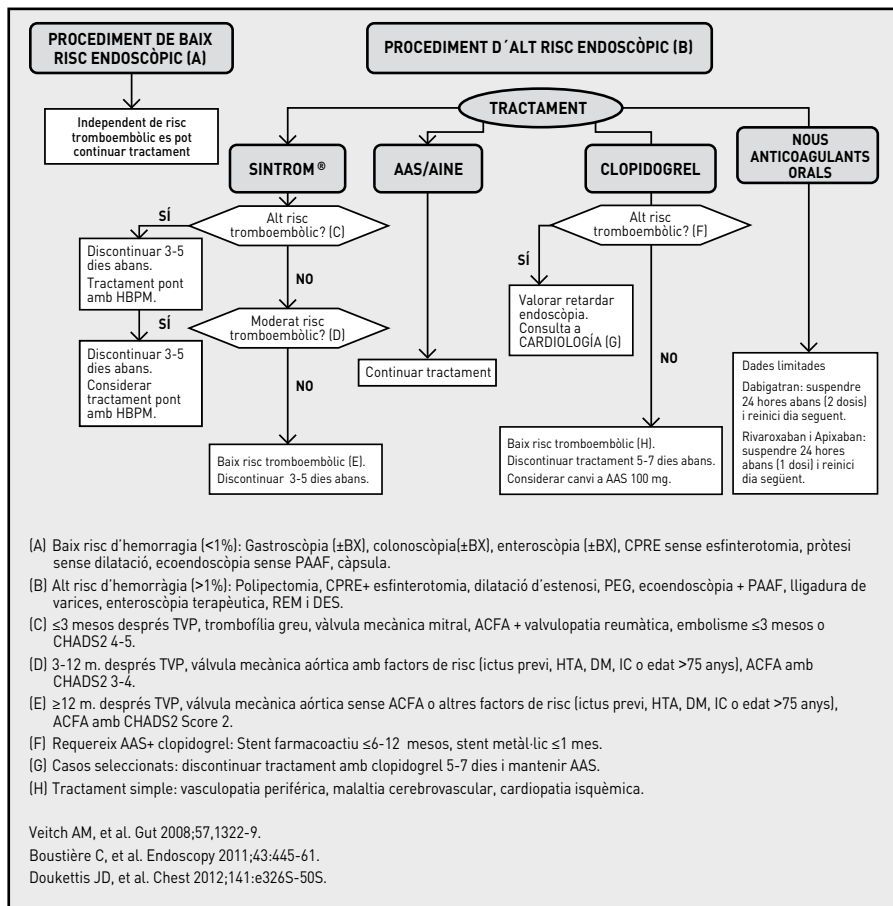 PROCEDIMENT DE BAIX
RISC ENDOSCÒPIC (A)
PROCEDIMENT D´ALT RISC ENDOSCÒPIC (B)
Independent de risc
tromboembòlic es pot
continuar tractament
TRACTAMENT
SINTROM ®
AAS/AINE
CLOPIDOGREL
NOUS
ANTICOAGULANTS
ORALS
Alt risc
tromboembòlic? (C)
SÍ
Discontinuar 3-5
dies abans.
Tractament pont
amb HBPM.
NO
Moderat risc
tromboembòlic? (D)
SÍ
Discontinuar 3-5
dies abans.
Considerar
tractament pont
amb HBPM.
NO
Baix risc tromboembòlic (E).
Discontinuar 3-5 dies abans.
Continuar tractament
Alt risc
tromboembòlic? (F)
SÍ
Valorar retardar
endoscòpia.
Consulta a
CARDIOLOGÍA (G)
NO
Baix risc tromboembòlic (H).
Discontinuar tractament 5-7 dies abans.
Considerar canvi a AAS 100 mg.
Dades limitades
Dabigatran: suspendre
24 hores abans (2 dosis)
i reinici dia seguent.
Rivaroxaban i Apixaban:
suspendre 24 hores
abans (1 dosi) i reinici
dia següent.
(A) Baix risc d'hemorragia (<1%): Gastroscòpia (±BX), colonoscòpia(±BX), enteroscòpia (±BX), CPRE sense esfinterotomia, pròtesi
sense dilatació, ecoendoscòpia sense PAAF, càpsula.
(B) Alt risc d'hemorràgia (>1%): Polipectomia, CPRE+ esfinterotomia, dilatació d'estenosi, PEG, ecoendoscòpia + PAAF, lligadura de
varices, enteroscòpia terapèutica, REM i DES.
(C) ≤3 mesos després TVP, trombofília greu, vàlvula mecànica mitral, ACFA + valvulopatia reumàtica, embolisme ≤3 mesos o
CHADS2 4-5.
(D) 3-12 m. després TVP, válvula mecànica aórtica amb factors de risc (ictus previ, HTA, DM, IC o edat >75 anys), ACFA amb
CHADS2 3-4.
(E) ≥12 m. després TVP, válvula mecànica aórtica sense ACFA o altres factors de risc (ictus previ, HTA, DM, IC o edat >75 anys),
ACFA amb CHADS2 Score 2.
(F) Requereix AAS+ clopidogrel: Stent farmacoactiu ≤6-12 mesos, stent metàl·lic ≤1 mes.
(G) Casos seleccionats: discontinuar tractament amb clopidogrel 5-7 dies i mantenir AAS.
(H) Tractament simple: vasculopatia periférica, malaltia cerebrovascular, cardiopatia isquèmica.
Veitch AM, et al. Gut 2008;57,1322-9.
Boustière C, et al. Endoscopy 2011;43:445-61.
Doukettis JD, et al. Chest 2012;141:e326S-50S.